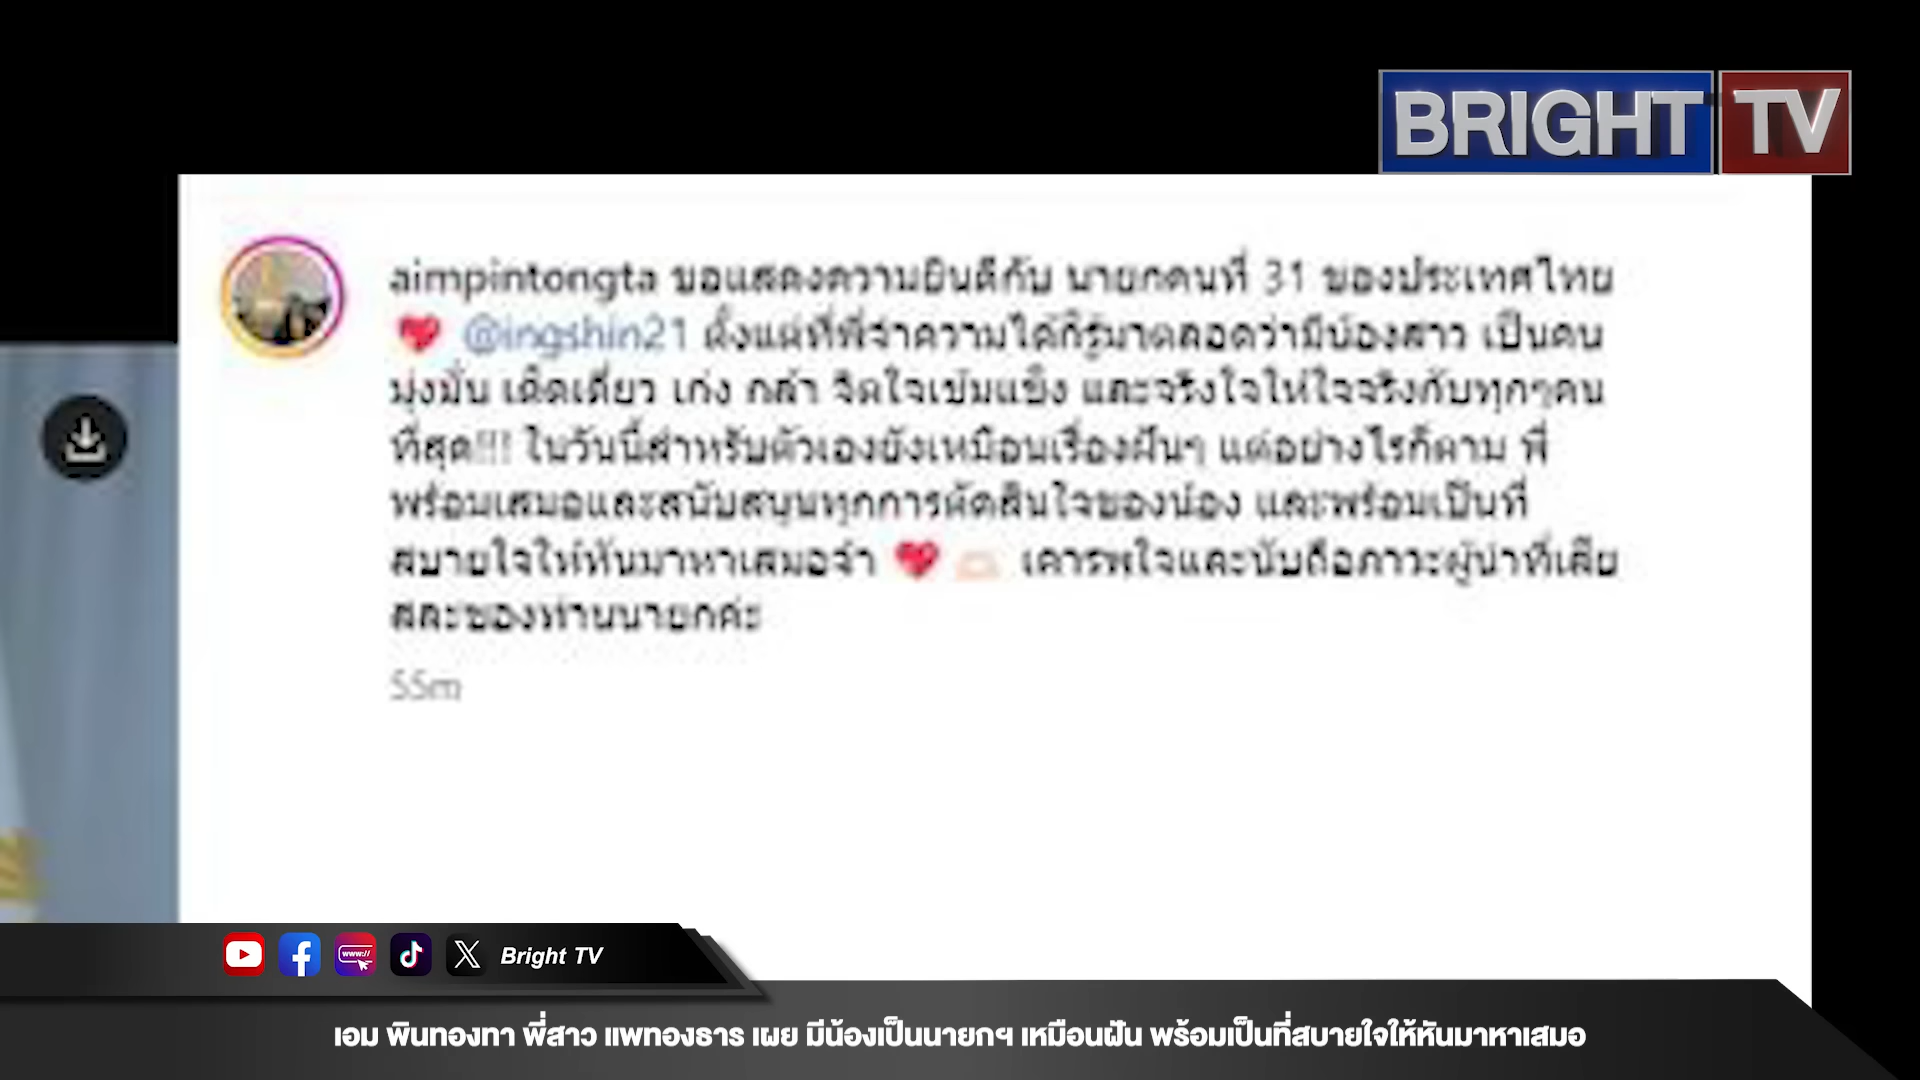 BRIGHT TV
aimpintongta ขอแสดงความยินดีกับ นายกคนที่ 31 ของประเทศไทย
❤️ @ingshin21 ตั้งแต่ที่พี่จำความได้ก็รู้มาตลอดว่ามีน้องสาว เป็นคน
มุ่งมั่น เด็ดเดี่ยว เก่ง กล้า จิตใจเข้มแข็ง และจริงใจให้ใจจริงกับทุกๆคน
ที่สุด!!! ในวันนี้สำหรับตัวเองยังเหมือนเรื่องฝันๆ แต่อย่างไรก็ตาม พี่
พร้อมเสมอและสนับสนุนทุกการตัดสินใจของน้อง และพร้อมเป็นที่
สบายใจให้หันมาหาเสมอจ้า ❤️ 🫶🏻 เคารพใจและนับถือภาวะผู้นำที่เสีย
สละของท่านนายกค่ะ
55m
www://
Bright TV
เอม พินทองทา พี่สาว แพทองธาร เผย มีน้องเป็นนายกฯ เหมือนฝัน พร้อมเป็นที่สบายใจให้หันมาหาเสมอ